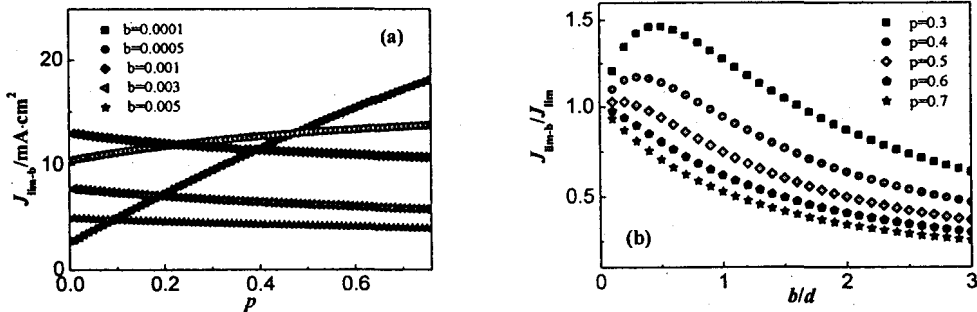 (a)
b=0.0001
b=0.0005
b=0.001
b=0.003
b=0.005
20
10
0
J_lim-b/mA·cm²
0.0 0.2 0.4 0.6
p
1.5
1.0
0.5
J_lim-b/J_lim
p=0.3
p=0.4
p=0.5
p=0.6
p=0.7
(b)
0 1 2 3
b/d